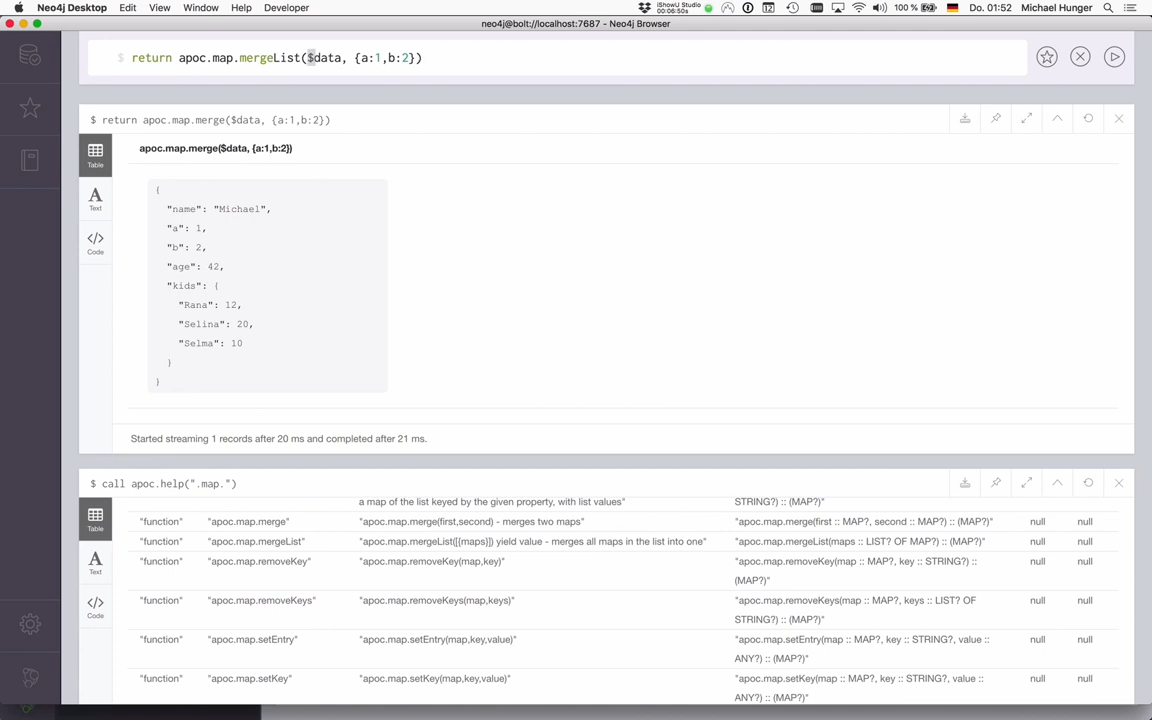 Neo4j Desktop Edit View Window Help Developer iShowU Studio 00:06:50s 12 100 % Do. 01:52 Michael Hunger
neo4j@bolt://localhost:7687 - Neo4j Browser
$ return apoc.map.mergeList($data, {a:1,b:2})
$ return apoc.map.merge($data, {a:1,b:2})
Table
A
Text
</>
Code
apoc.map.merge($data, {a:1,b:2})
{
"name": "Michael",
"a": 1,
"b": 2,
"age": 42,
"kids": {
"Rana": 12,
"Selina": 20,
"Selma": 10
}
}
Started streaming 1 records after 20 ms and completed after 21 ms.
$ call apoc.help(".map.")
Table
A
Text
</>
Code
a map of the list keyed by the given property, with list values" STRING?) :: (MAP?)"
"function" "apoc.map.merge" "apoc.map.merge(first,second) - merges two maps" "apoc.map.merge(first :: MAP?, second :: MAP?) :: (MAP?)" null null
"function" "apoc.map.mergeList" "apoc.map.mergeList([{maps}]) yield value - merges all maps in the list into one" "apoc.map.mergeList(maps :: LIST? OF MAP?) :: (MAP?)" null null
"function" "apoc.map.removeKey" "apoc.map.removeKey(map,key)" "apoc.map.removeKey(map :: MAP?, key :: STRING?) ::
(MAP?)" null null
"function" "apoc.map.removeKeys" "apoc.map.removeKeys(map,keys)" "apoc.map.removeKeys(map :: MAP?, keys :: LIST? OF
STRING?) :: (MAP?)" null null
"function" "apoc.map.setEntry" "apoc.map.setEntry(map,key,value)" "apoc.map.setEntry(map :: MAP?, key :: STRING?, value ::
ANY?) :: (MAP?)" null null
"function" "apoc.map.setKey" "apoc.map.setKey(map,key,value)" "apoc.map.setKey(map :: MAP?, key :: STRING?, value ::
ANY?) :: (MAP?)" null null